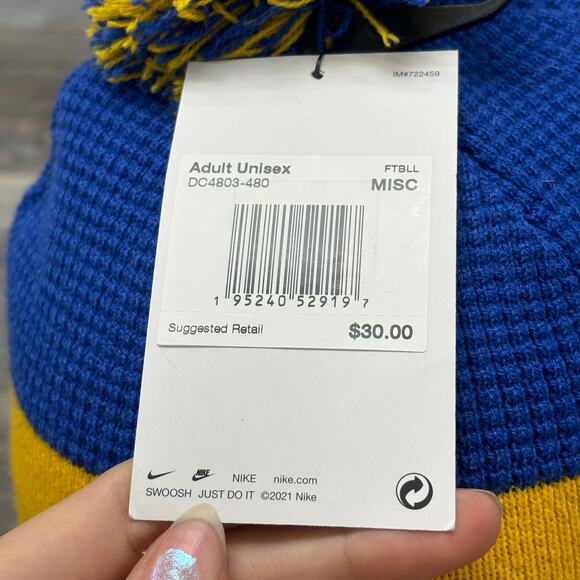 IM#722459
Adult Unisex FTBLL
DC4803-480 MISC
1 95240 52919 7
Suggested Retail $30.00
NIKE nike.com
SWOOSH JUST DO IT ©2021 Nike